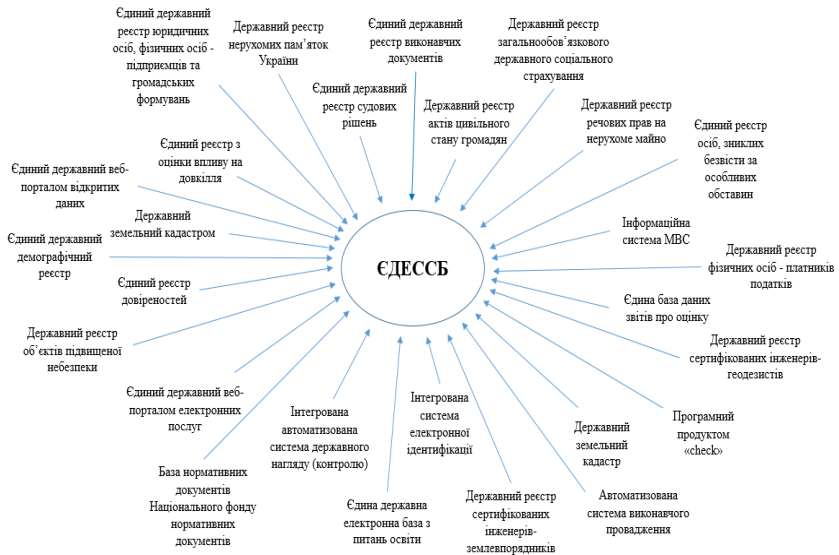 Єдиний державний
реєстр юридичних
осіб, фізичних осіб -
підприємців та
громадських
формувань
Державний реєстр
нерухомих пам’яток
України
Єдиний державний
реєстр виконавчих
документів
Державний реєстр
загальнообов’язкового
державного соціального
страхування
Єдиний державний
реєстр судових
рішень
Державний реєстр
актів цивільного
стану громадян
Державний реєстр
речових прав на
нерухоме майно
Єдиний реєстр
осіб, зниклих
безвісти за
особливих
обставин
Єдиний реєстр з
оцінки впливу на
довкілля
Єдиний державний веб-
порталом відкритих
даних
Державний
земельний кадастром
Інформаційна
система МВС
Єдиний державний
демографічний
реєстр
ЄДЕССБ
Державний реєстр
фізичних осіб - платників
податків
Єдиний реєстр
довіреностей
Єдина база даних
звітів про оцінку
Державний реєстр
об’єктів підвищеної
небезпеки
Державний реєстр
сертифікованих інженерів-
геодезистів
Єдиний державний веб-
порталом електронних
послуг
Інтегрована
автоматизована
система державного
нагляду (контролю)
Інтегрована
система
електронної
ідентифікації
Державний
земельний
кадастр
Програмний
продуктом
«check»
База нормативних
документів
Національного фонду
нормативних
документів
Єдина державна
електронна база з
питань освіти
Державний реєстр
сертифікованих
інженерів-
землевпорядників
Автоматизована
система виконавчого
провадження